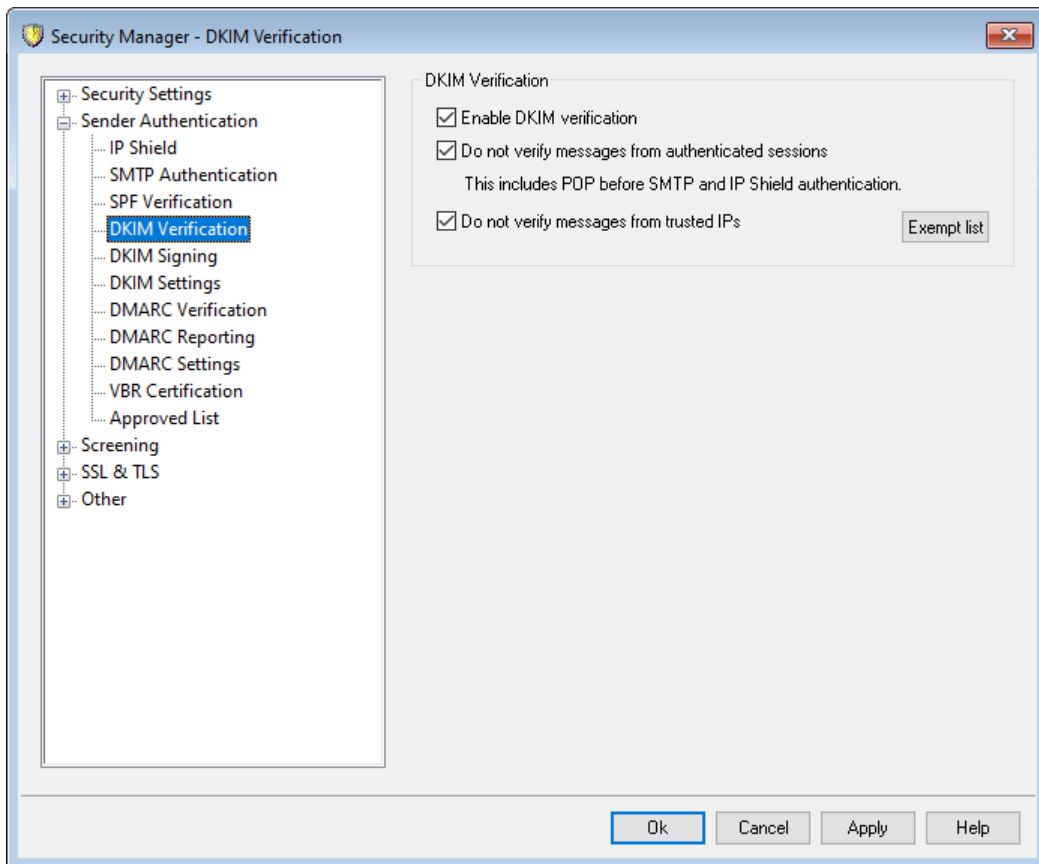 Security Manager - DKIM Verification
Security Settings
Sender Authentication
IP Shield
SMTP Authentication
SPF Verification
DKIM Verification
DKIM Signing
DKIM Settings
DMARC Verification
DMARC Reporting
DMARC Settings
VBR Certification
Approved List
Screening
SSL & TLS
Other
DKIM Verification
Enable DKIM verification
Do not verify messages from authenticated sessions
This includes POP before SMTP and IP Shield authentication.
Do not verify messages from trusted IPs
Exempt list
Ok Cancel Apply Help